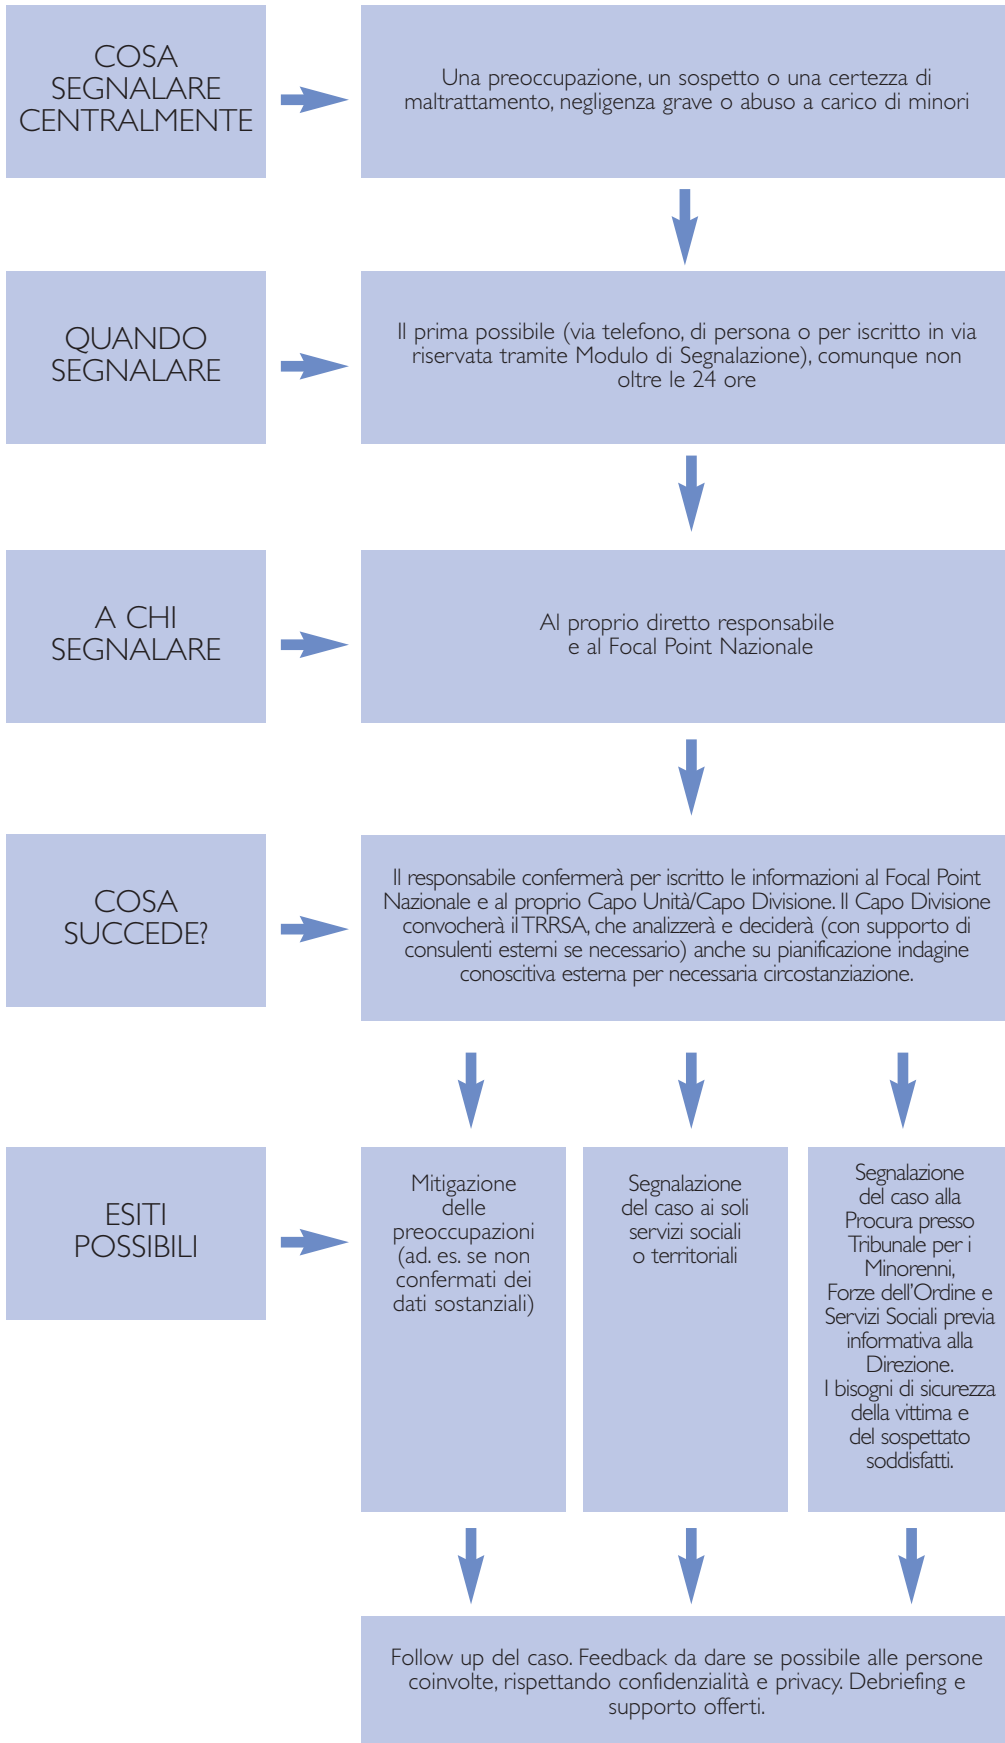 COSA
SEGNALARE
CENTRALMENTE
Una preoccupazione, un sospetto o una certezza di
maltrattamento, negligenza grave o abuso a carico di minori
QUANDO
SEGNALARE
Il prima possibile (via telefono, di persona o per iscritto in via
riservata tramite Modulo di Segnalazione), comunque non
oltre le 24 ore
A CHI
SEGNALARE
Al proprio diretto responsabile
e al Focal Point Nazionale
COSA
SUCCEDE?
Il responsabile confermerà per iscritto le informazioni al Focal Point
Nazionale e al proprio Capo Unità/Capo Divisione. Il Capo Divisione
convocherà il TRRSA, che analizzerà e deciderà (con supporto di
consulenti esterni se necessario) anche su pianificazione indagine
conoscitiva esterna per necessaria circostanziazione.
ESITI
POSSIBILI
Mitigazione
delle
preoccupazioni
(ad. es. se non
confermati dei
dati sostanziali)
Segnalazione
del caso ai soli
servizi sociali
o territoriali
Segnalazione
del caso alla
Procura presso
Tribunale per i
Minorenni,
Forze dell'Ordine e
Servizi Sociali previa
informativa alla
Direzione.
I bisogni di sicurezza
della vittima e
del sospettato
soddisfatti.
Follow up del caso. Feedback da dare se possibile alle persone
coinvolte, rispettando confidenzialità e privacy. Debriefing e
supporto offerti.